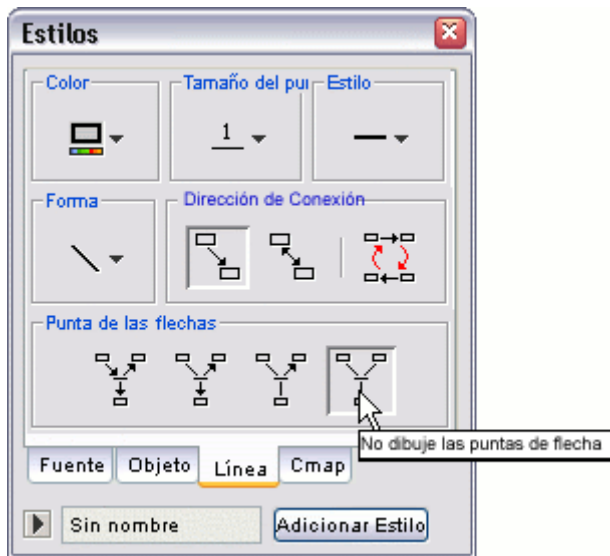 Estilos
Color
Tamaño del pu
Estilo
1
Forma
Dirección de Conexión
Punta de las flechas
No dibuje las puntas de flecha
Fuente
Objeto
Línea
Cmap
Sin nombre
Adicionar Estilo